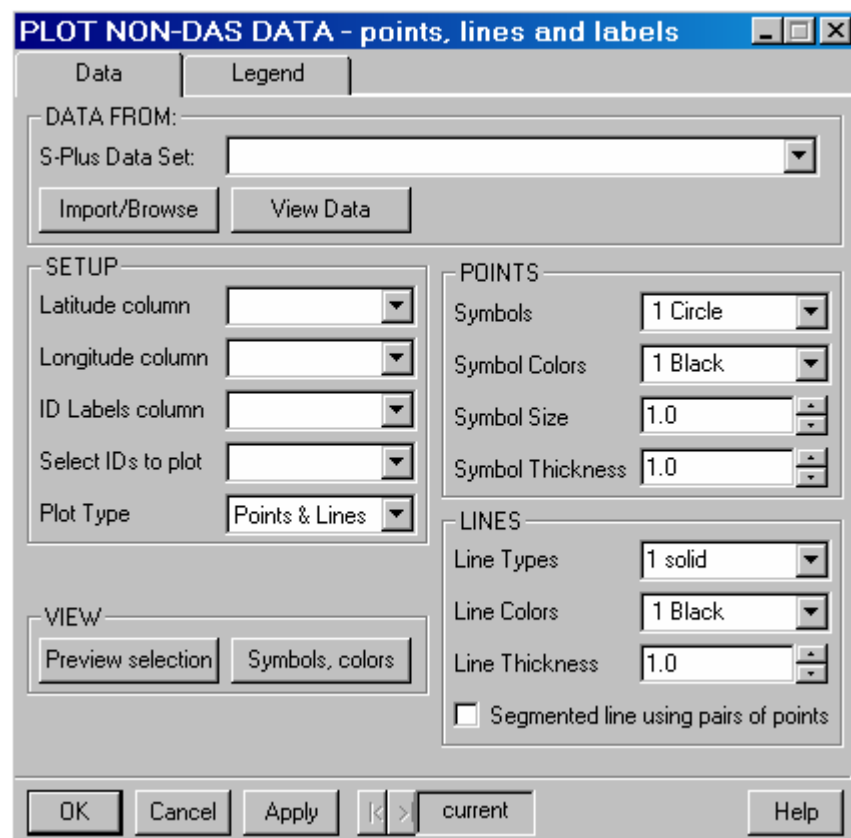 PLOT NON-DAS DATA - points, lines and labels
Data
Legend
DATA FROM:
S-Plus Data Set:
Import/Browse
View Data
SETUP
Latitude column
Longitude column
ID Labels column
Select IDs to plot
Plot Type
Points & Lines
VIEW
Preview selection
Symbols, colors
POINTS
Symbols
1 Circle
Symbol Colors
1 Black
Symbol Size
1.0
Symbol Thickness
1.0
LINES
Line Types
1 solid
Line Colors
1 Black
Line Thickness
1.0
Segmented line using pairs of points
OK
Cancel
Apply
|<
>|
current
Help